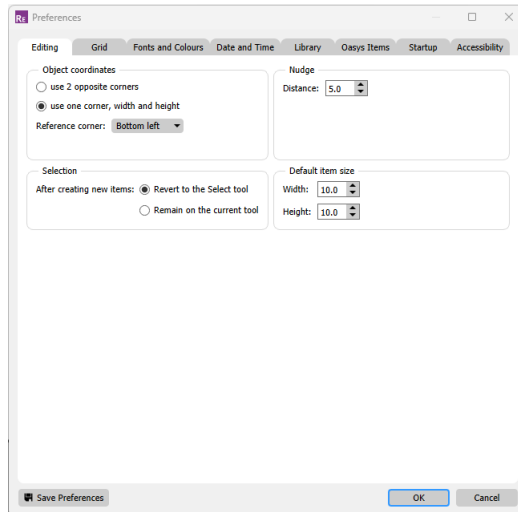 RE Preferences
Editing Grid Fonts and Colours Date and Time Library Oasys Items Startup Accessibility
Object coordinates
use 2 opposite corners
use one corner, width and height
Reference corner: Bottom left
Nudge
Distance: 5.0
Selection
After creating new items: Revert to the Select tool
Remain on the current tool
Default item size
Width: 10.0
Height: 10.0
Save Preferences OK Cancel